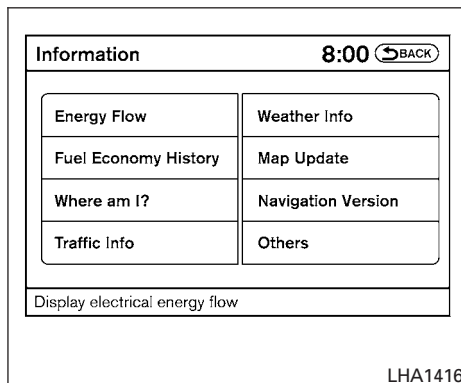 Information 8:00 BACK
Energy Flow Weather Info
Fuel Economy History Map Update
Where am I? Navigation Version
Traffic Info Others
Display electrical energy flow
LHA1416